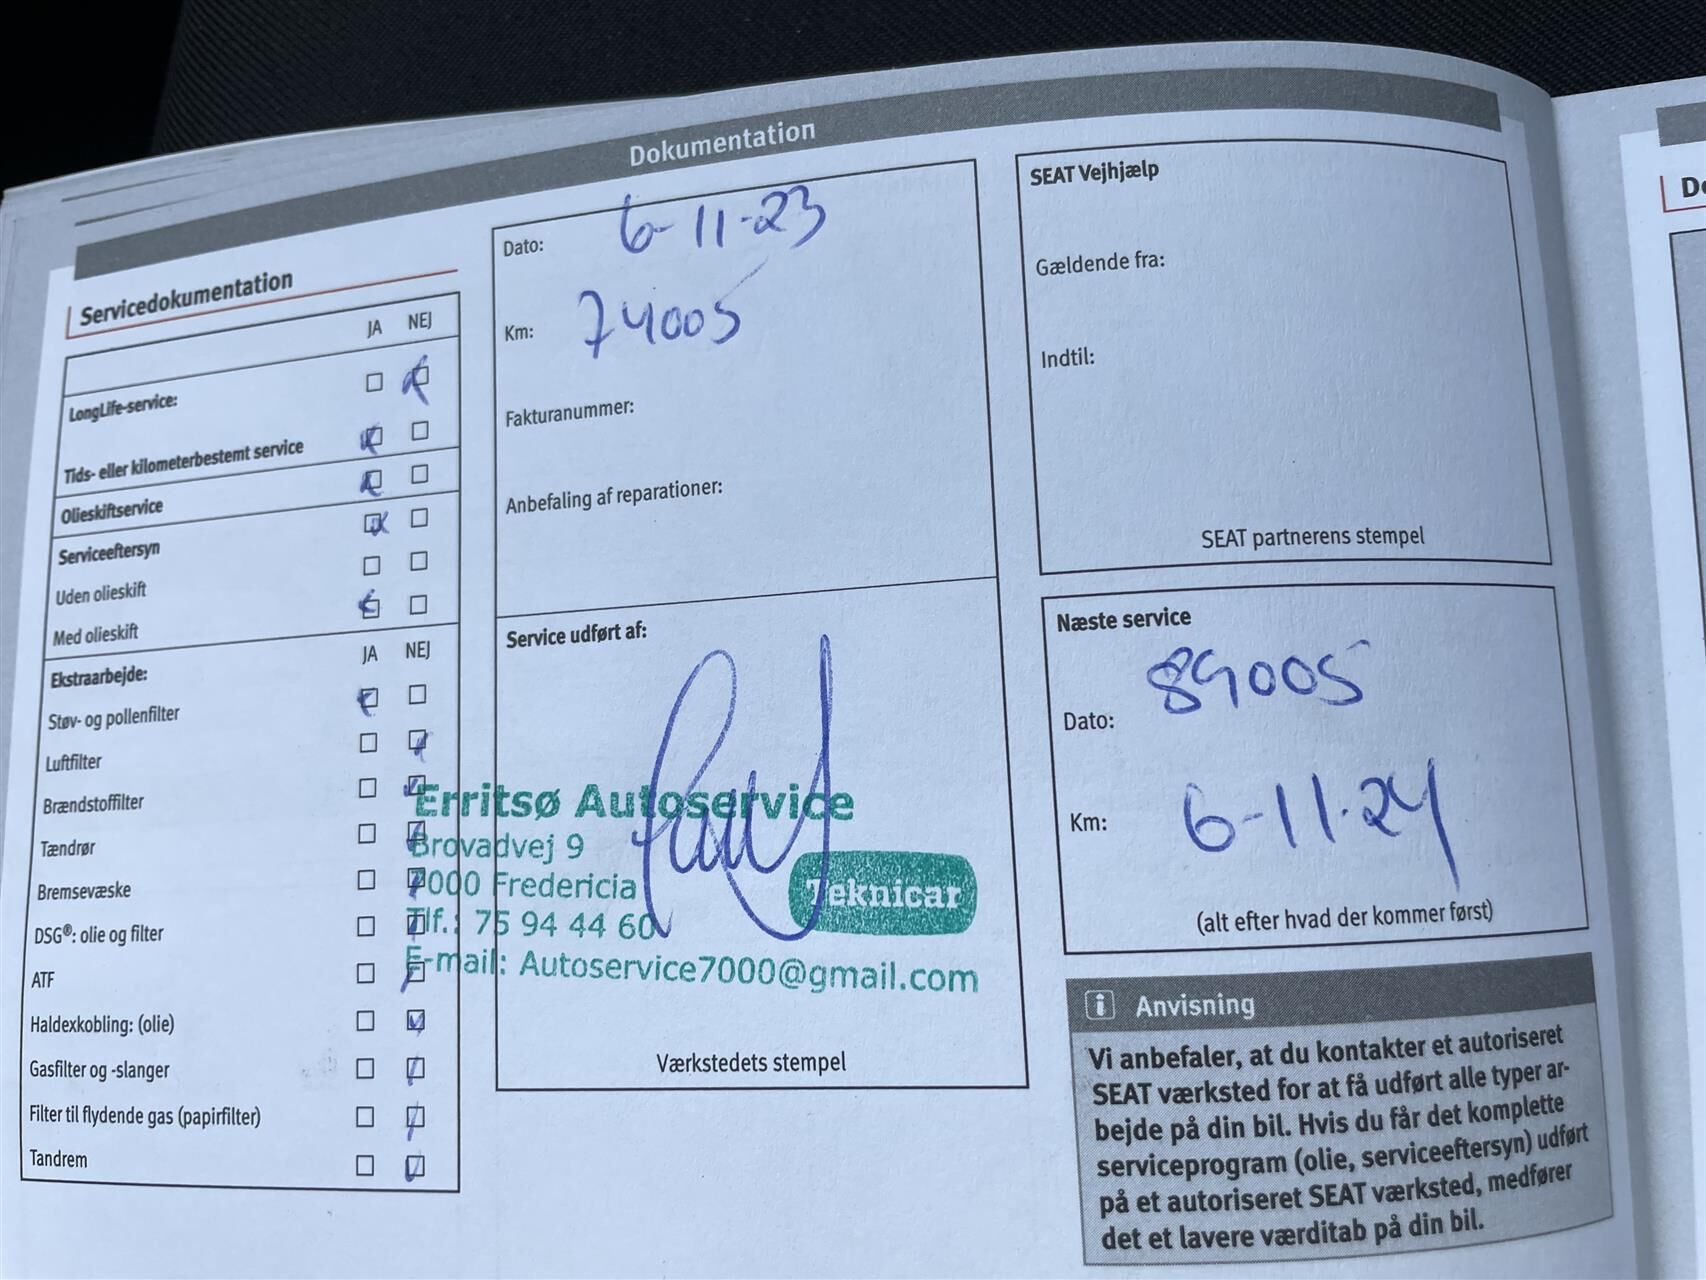 Dokumentation
Servicedokumentation
JA NEJ
LongLife-service:
Tids- eller kilometerbestemt service
Olieskiftservice
Serviceeftersyn
Uden olieskift
Med olieskift
JA NEJ
Ekstraarbejde:
Støv- og pollenfilter
Luftfilter
Brændstoffilter
Tændrør
Bremsevæske
DSG®: olie og filter
ATF
Haldexkobling: (olie)
Gasfilter og -slanger
Filter til flydende gas (papirfilter)
Tandrem
Dato: 6-11-23
Km: 74005
Fakturanummer:
Anbefaling af reparationer:
Service udført af:
Erritsø Autoservice
Brovadvej 9
7000 Fredericia
Teknicar
Tlf.: 75 94 44 60
E-mail: Autoservice7000@gmail.com
Værkstedets stempel
SEAT Vejhjælp
Gældende fra:
Indtil:
SEAT partnerens stempel
Næste service
89005
Dato:
Km: 6-11-24
(alt efter hvad der kommer først)
i Anvisning
Vi anbefaler, at du kontakter et autoriseret
SEAT værksted for at få udført alle typer ar-
bejde på din bil. Hvis du får det komplette
serviceprogram (olie, serviceeftersyn) udført
på et autoriseret SEAT værksted, medfører
det et lavere værditab på din bil.